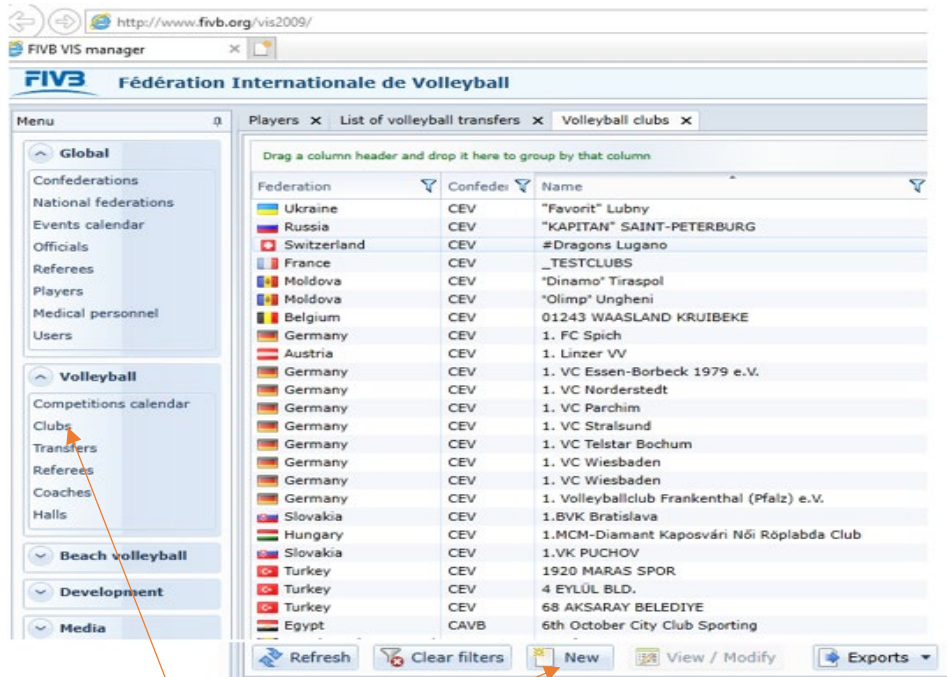 http://www.fivb.org/vis2009/
FIVB VIS manager
FIVB Fédération Internationale de Volleyball
Menu
Players List of volleyball transfers Volleyball clubs
Global
Confederations
National federations
Events calendar
Officials
Referees
Players
Medical personnel
Users
Volleyball
Competitions calendar
Clubs
Transfers
Referees
Coaches
Halls
Beach volleyball
Development
Media
Drag a column header and drop it here to group by that column
Federation Confeder Name
Ukraine CEV "Favorit" Lubny
Russia CEV "KAPITAN" SAINT-PETERBURG
Switzerland CEV #Dragons Lugano
France CEV _TESTCLUBS
Moldova CEV "Dinamo" Tiraspol
Moldova CEV "Olimp" Ungheni
Belgium CEV 01243 WAASLAND KRUIBEKE
Germany CEV 1. FC Spich
Austria CEV 1. Linzer VV
Germany CEV 1. VC Essen-Borbeck 1979 e.V.
Germany CEV 1. VC Norderstedt
Germany CEV 1. VC Parchim
Germany CEV 1. VC Stralsund
Germany CEV 1. VC Telstar Bochum
Germany CEV 1. VC Wiesbaden
Germany CEV 1. VC Wiesbaden
Germany CEV 1. Volleyballclub Frankenthal (Pfalz) e.V.
Slovakia CEV 1.BVK Bratislava
Hungary CEV 1.MCM-Diamant Kaposvári Női Röplabda Club
Slovakia CEV 1.VK PUCHOV
Turkey CEV 1920 MARAS SPOR
Turkey CEV 4 EYLÜL BLD.
Turkey CEV 68 AKSARAY BELEDIYE
Egypt CAVB 6th October City Club Sporting
Refresh Clear filters New View / Modify Exports